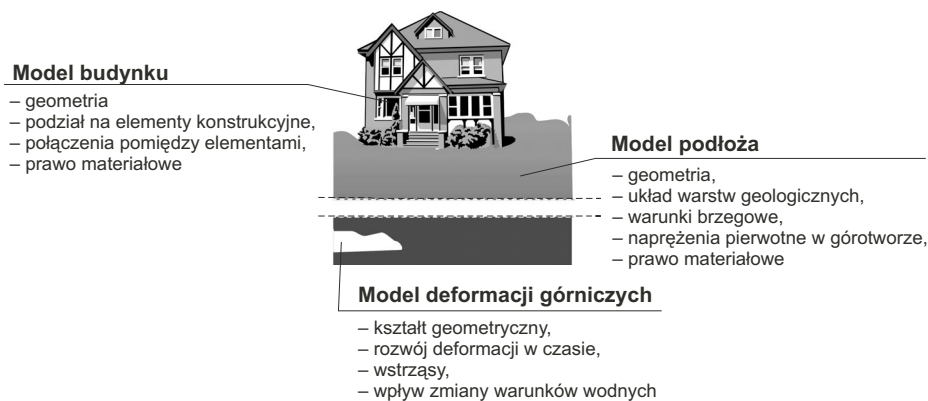 Model budynku
– geometria
– podział na elementy konstrukcyjne,
– połączenia pomiędzy elementami,
– prawo materiałowe
Model podłoża
– geometria,
– układ warstw geologicznych,
– warunki brzegowe,
– naprężenia pierwotne w górotworze,
– prawo materiałowe
Model deformacji górniczych
– kształt geometryczny,
– rozwój deformacji w czasie,
– wstrząsy,
– wpływ zmiany warunków wodnych